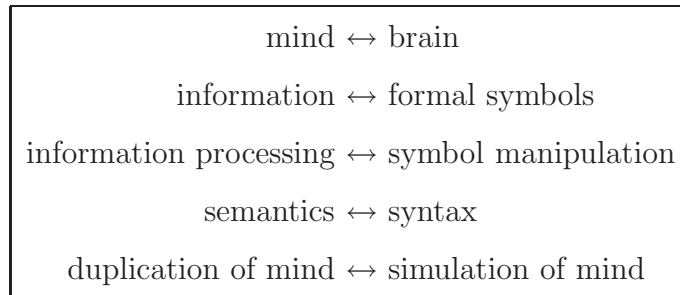 mind ↔ brain
information ↔ formal symbols
information processing ↔ symbol manipulation
semantics ↔ syntax
duplication of mind ↔ simulation of mind